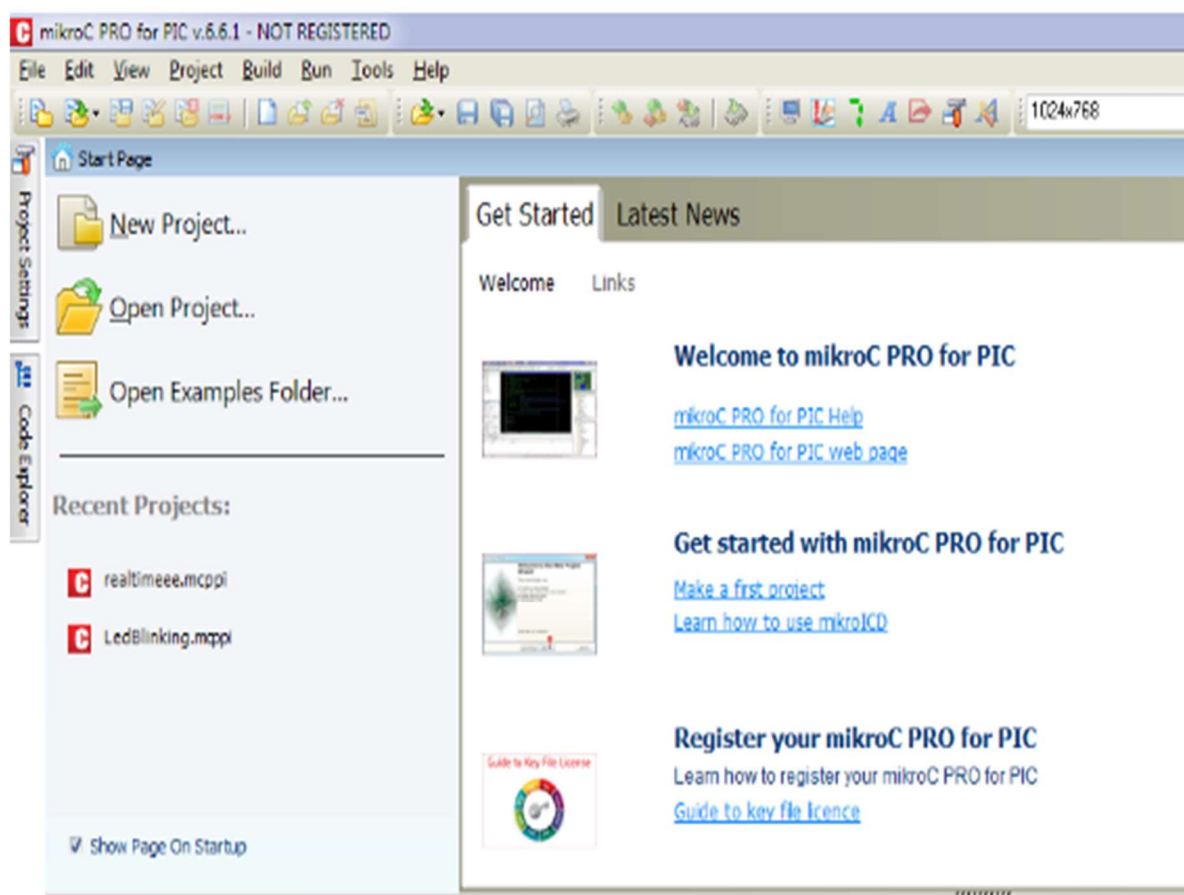 mikroC PRO for PIC v.6.6.1 - NOT REGISTERED
File Edit View Project Build Run Tools Help
1024x768
Start Page
Project Settings
Code Explorer
New Project...
Open Project...
Open Examples Folder...
Recent Projects:
realtimeee.mcppi
LedBlinking.mcppi
Show Page On Startup
Get Started Latest News
Welcome Links
Welcome to mikroC PRO for PIC
mikroC PRO for PIC Help
mikroC PRO for PIC web page
Get started with mikroC PRO for PIC
Make a first project
Learn how to use mikroICD
Register your mikroC PRO for PIC
Guide to Key File License
Learn how to register your mikroC PRO for PIC
Guide to key file licence